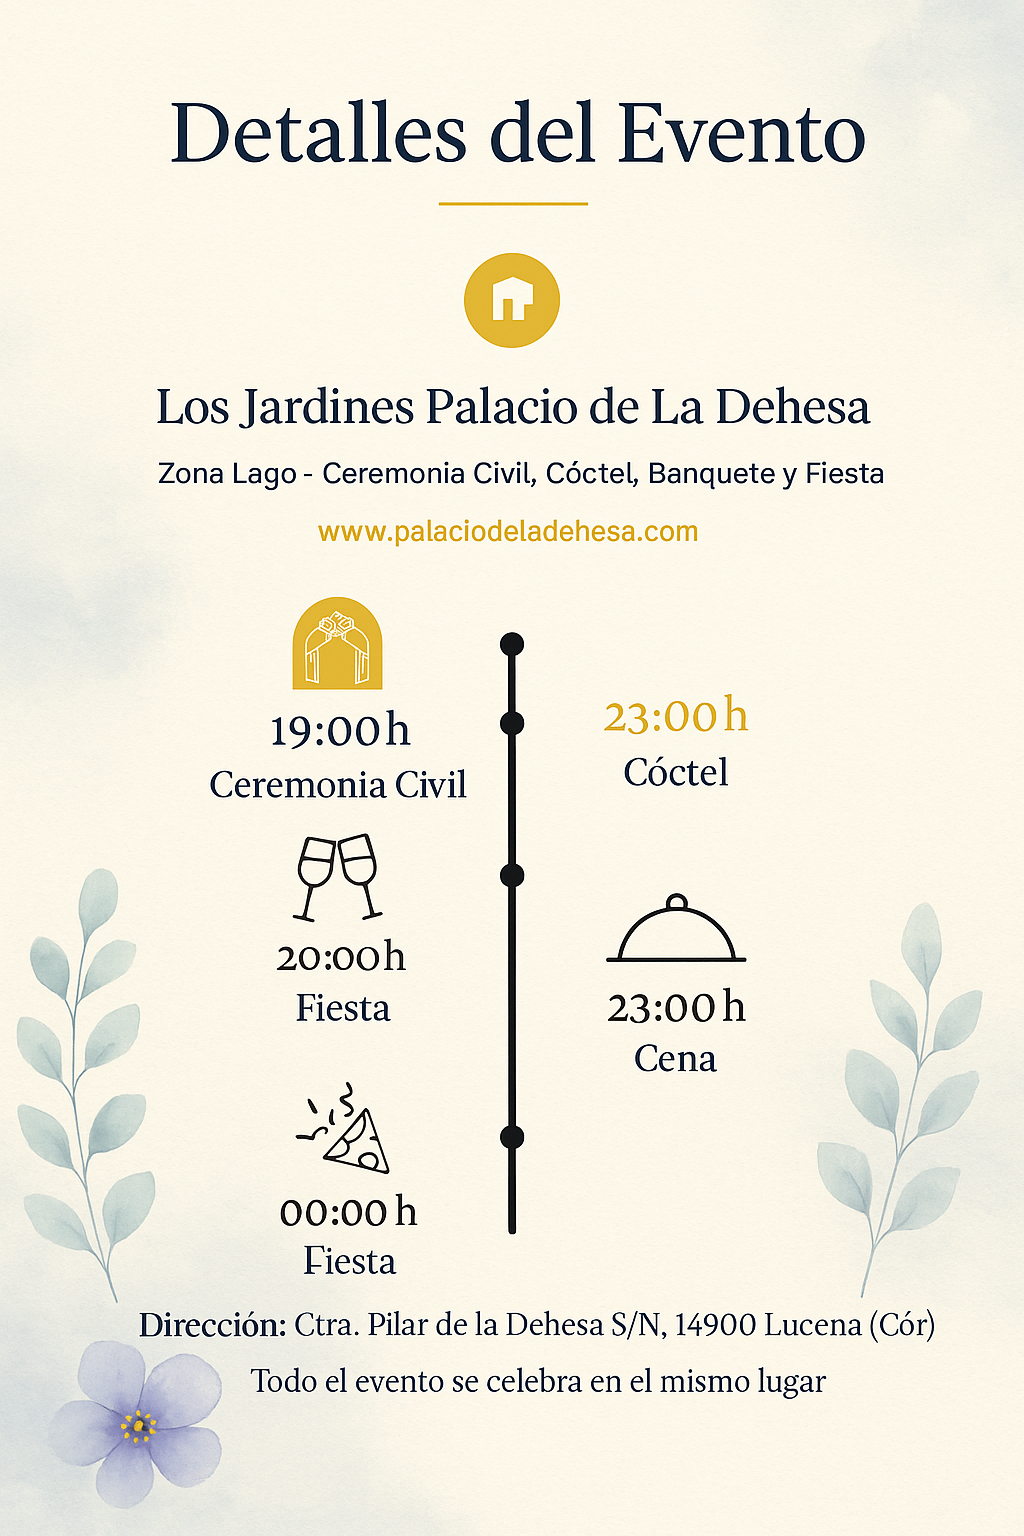 Detalles del Evento
Los Jardines Palacio de La Dehesa
Zona Lago - Ceremonia Civil, Cóctel, Banquete y Fiesta
www.palaciodeladehesa.com
19:00 h
Ceremonia Civil
23:00 h
Cóctel
20:00 h
Fiesta
23:00 h
Cena
00:00 h
Fiesta
Dirección: Ctra. Pilar de la Dehesa S/N, 14900 Lucena (Cór)
Todo el evento se celebra en el mismo lugar